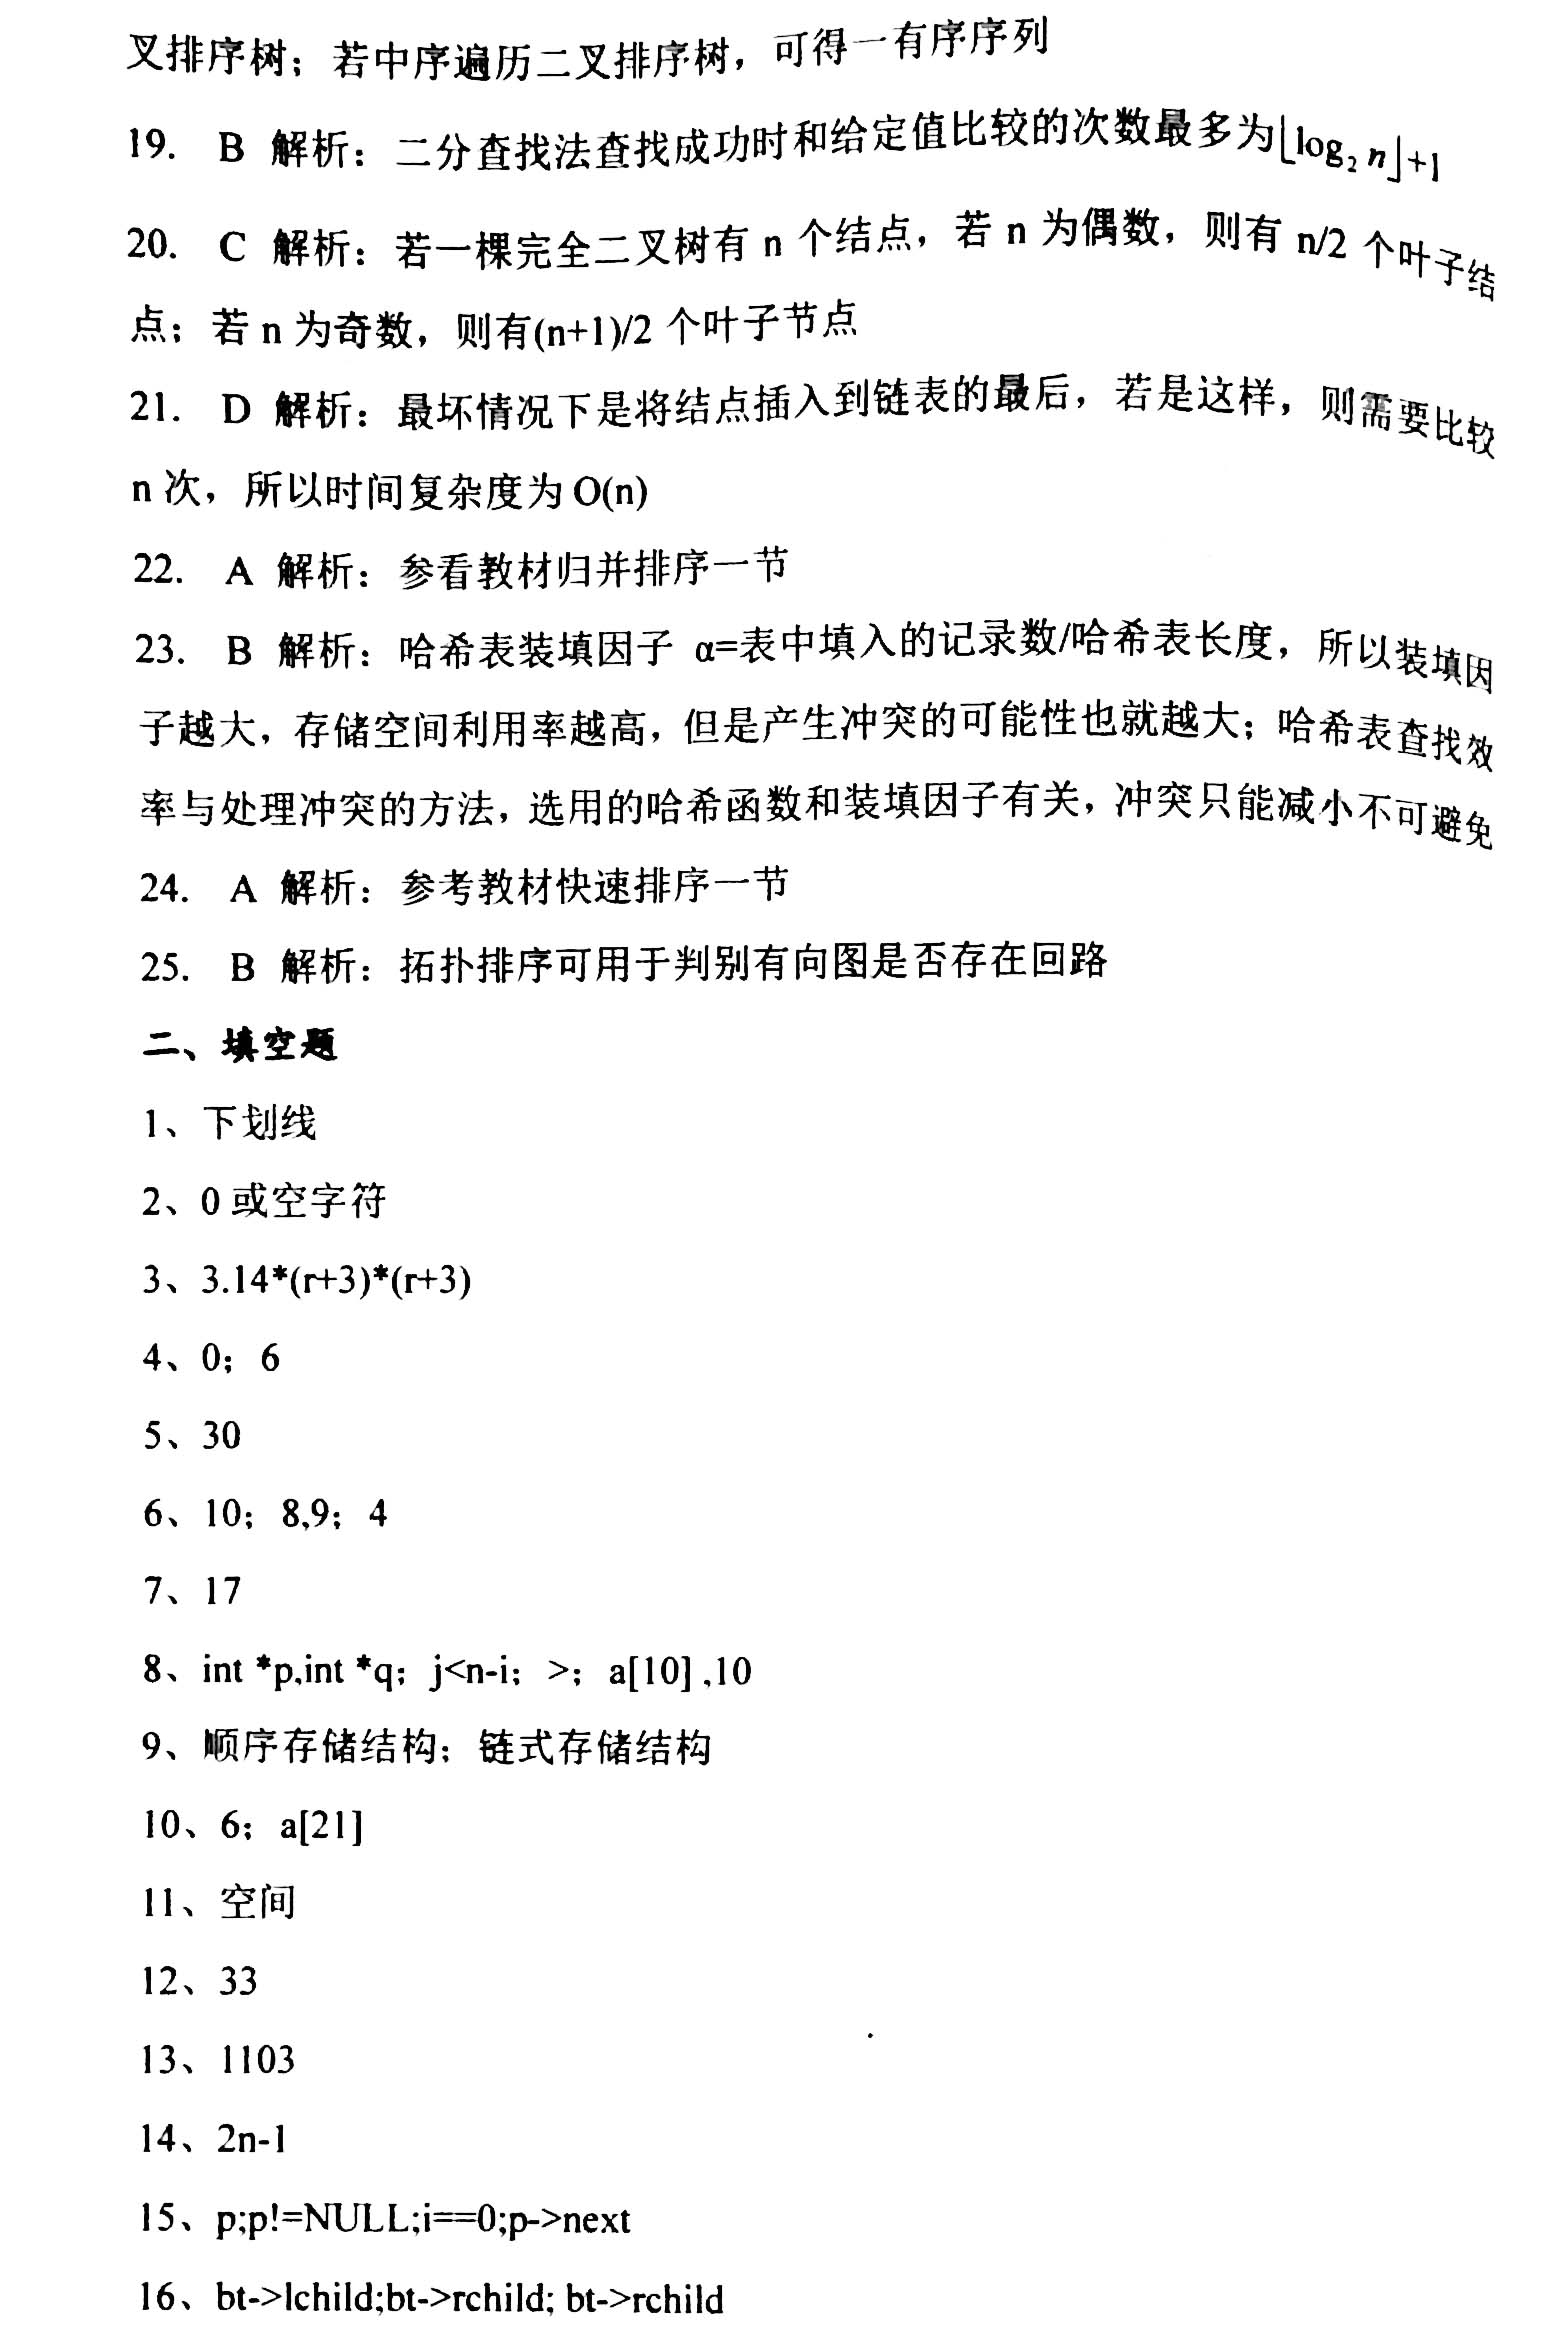 叉排序树；若中序遍历二叉排序树，可得一有序序列
19. B 解析：二分查找法查找成功时和给定值比较的次数最多为⌊log₂ n⌋+1
20. C 解析：若一棵完全二叉树有 n 个结点，若 n 为偶数，则有 n/2 个叶子结
点；若 n 为奇数，则有(n+1)/2 个叶子节点
21. D 解析：最坏情况下是将结点插入到链表的最后，若是这样，则需要比较
n 次，所以时间复杂度为 O(n)
22. A 解析：参看教材归并排序一节
23. B 解析：哈希表装填因子 α=表中填入的记录数/哈希表长度，所以装填因
子越大，存储空间利用率越高，但是产生冲突的可能性也就越大；哈希表查找效
率与处理冲突的方法，选用的哈希函数和装填因子有关，冲突只能减小不可避免
24. A 解析：参考教材快速排序一节
25. B 解析：拓扑排序可用于判别有向图是否存在回路
二、填空题
1、下划线
2、0 或空字符
3、3.14*(r+3)*(r+3)
4、0；6
5、30
6、10；8,9；4
7、17
8、int *p,int *q；j<n-i；>；a[10] ,10
9、顺序存储结构；链式存储结构
10、6；a[21]
11、空间
12、33
13、1103
14、2n-1
15、p;p!=NULL;i==0;p->next
16、bt->lchild;bt->rchild; bt->rchild